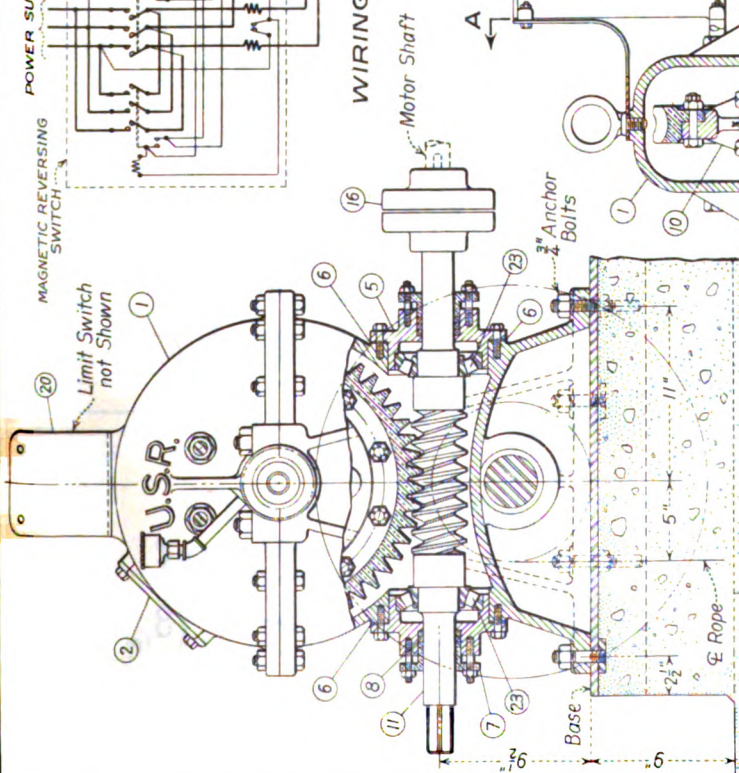 POWER SU
MAGNETIC REVERSING
SWITCH
WIRING
A
Motor Shaft
Limit Switch
not Shown
20
1
2
U.S.R.
16
6
5
23
6
3/4" Anchor
Bolts
10
1
6
8
11
7
23
11"
5"
2 1/2"
℄ Rope
Base
9 1/2"
9"